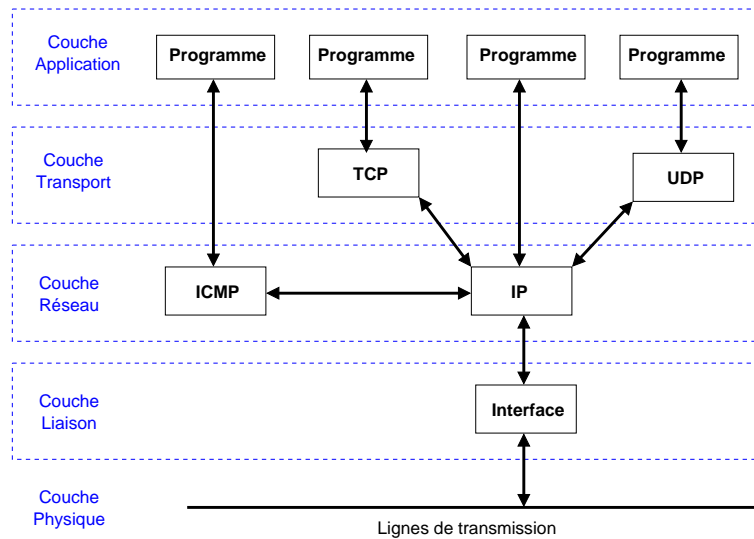 Couche
Application
Programme
Programme
Programme
Programme
Couche
Transport
TCP
UDP
Couche
Réseau
ICMP
IP
Couche
Liaison
Interface
Couche
Physique
Lignes de transmission